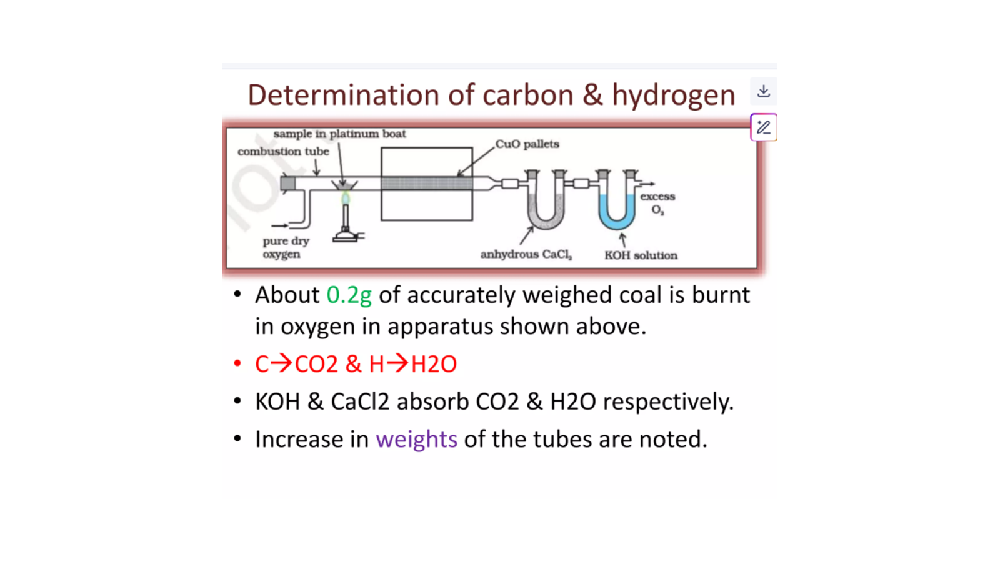 Determination of carbon & hydrogen
sample in platinum boat
combustion tube
CuO pallets
excess
O₂
pure dry
oxygen
anhydrous CaCl₂
KOH solution
not
• About 0.2g of accurately weighed coal is burnt
in oxygen in apparatus shown above.
• C→CO2 & H→H2O
• KOH & CaCl2 absorb CO2 & H2O respectively.
• Increase in weights of the tubes are noted.